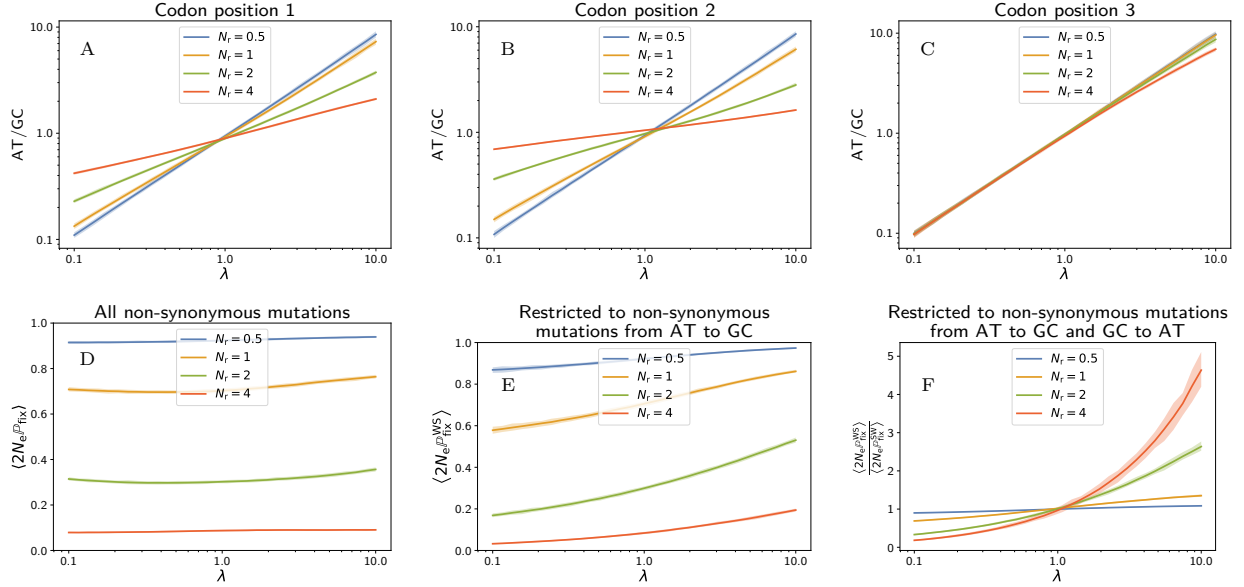 Codon position 1
A
N_r = 0.5
N_r = 1
N_r = 2
N_r = 4
AT/GC
10.0
1.0
0.1
0.1
1.0
10.0
λ
Codon position 2
B
N_r = 0.5
N_r = 1
N_r = 2
N_r = 4
AT/GC
10.0
1.0
0.1
0.1
1.0
10.0
λ
Codon position 3
C
N_r = 0.5
N_r = 1
N_r = 2
N_r = 4
AT/GC
10.0
1.0
0.1
0.1
1.0
10.0
λ
All non-synonymous mutations
D
N_r = 0.5
N_r = 1
N_r = 2
N_r = 4
⟨2N_e ℙ_fix⟩
1.0
0.8
0.6
0.4
0.2
0.0
0.1
1.0
10.0
λ
Restricted to non-synonymous
mutations from AT to GC
E
N_r = 0.5
N_r = 1
N_r = 2
N_r = 4
⟨2N_e ℙ_fix^WS⟩
1.0
0.8
0.6
0.4
0.2
0.0
0.1
1.0
10.0
λ
Restricted to non-synonymous mutations
from AT to GC and GC to AT
F
N_r = 0.5
N_r = 1
N_r = 2
N_r = 4
⟨2N_e ℙ_fix^WS⟩
⟨2N_e ℙ_fix^SW⟩
5
4
3
2
1
0
0.1
1.0
10.0
λ